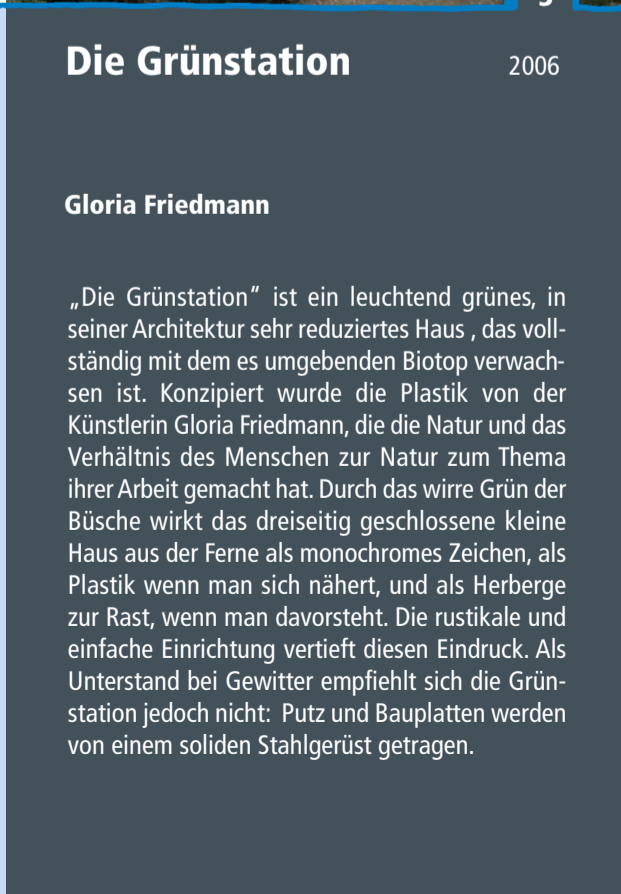 Die Grünstation 2006
Gloria Friedmann
„Die Grünstation“ ist ein leuchtend grünes, in
seiner Architektur sehr reduziertes Haus , das voll-
ständig mit dem es umgebenden Biotop verwach-
sen ist. Konzipiert wurde die Plastik von der
Künstlerin Gloria Friedmann, die die Natur und das
Verhältnis des Menschen zur Natur zum Thema
ihrer Arbeit gemacht hat. Durch das wirre Grün der
Büsche wirkt das dreiseitig geschlossene kleine
Haus aus der Ferne als monochromes Zeichen, als
Plastik wenn man sich nähert, und als Herberge
zur Rast, wenn man davorsteht. Die rustikale und
einfache Einrichtung vertieft diesen Eindruck. Als
Unterstand bei Gewitter empfiehlt sich die Grün-
station jedoch nicht: Putz und Bauplatten werden
von einem soliden Stahlgerüst getragen.